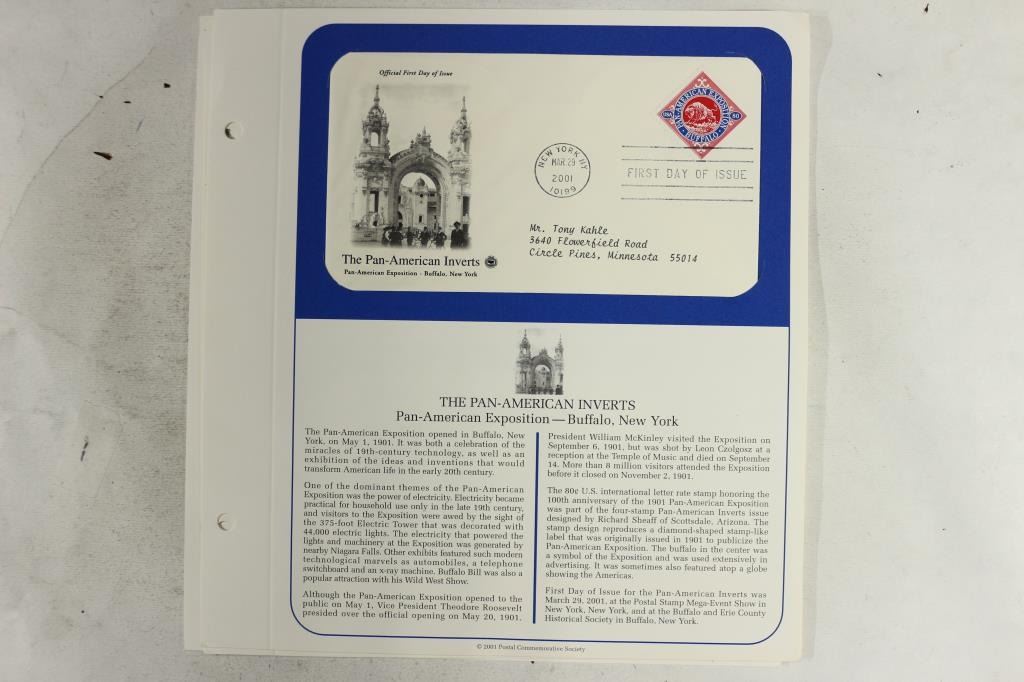 Official First Day of Issue
PAN-AMERICAN EXPOSITION
USA
80
BUFFALO
NEW YORK NY
MAR 29
2001
10199
FIRST DAY OF ISSUE
Mr. Tony Kahle
3640 Flowerfield Road
Circle Pines, Minnesota 55014
The Pan-American Inverts
Pan-American Exposition - Buffalo, New York
THE PAN-AMERICAN INVERTS
Pan-American Exposition — Buffalo, New York
The Pan-American Exposition opened in Buffalo, New
York, on May 1, 1901. It was both a celebration of the
miracles of 19th-century technology, as well as an
exhibition of the ideas and inventions that would
transform American life in the early 20th century.
One of the dominant themes of the Pan-American
Exposition was the power of electricity. Electricity became
practical for household use only in the late 19th century,
and visitors to the Exposition were awed by the sight of
the 375-foot Electric Tower that was decorated with
44,000 electric lights. The electricity that powered the
lights and machinery at the Exposition was generated by
nearby Niagara Falls. Other exhibits featured such modern
technological marvels as automobiles, a telephone
switchboard and an x-ray machine. Buffalo Bill was also a
popular attraction with his Wild West Show.
Although the Pan-American Exposition opened to the
public on May 1, Vice President Theodore Roosevelt
presided over the official opening on May 20, 1901.
President William McKinley visited the Exposition on
September 6, 1901, but was shot by Leon Czolgosz at a
reception at the Temple of Music and died on September
14. More than 8 million visitors attended the Exposition
before it closed on November 2, 1901.
The 80¢ U.S. international letter rate stamp honoring the
100th anniversary of the 1901 Pan-American Exposition
was part of the four-stamp Pan-American Inverts issue
designed by Richard Sheaff of Scottsdale, Arizona. The
stamp design reproduces a diamond-shaped stamp-like
label that was originally issued in 1901 to publicize the
Pan-American Exposition. The buffalo in the center was
a symbol of the Exposition and was used extensively in
advertising. It was sometimes also featured atop a globe
showing the Americas.
First Day of Issue for the Pan-American Inverts was
March 29, 2001, at the Postal Stamp Mega-Event Show in
New York, New York, and at the Buffalo and Erie County
Historical Society in Buffalo, New York.
© 2001 Postal Commemorative Society